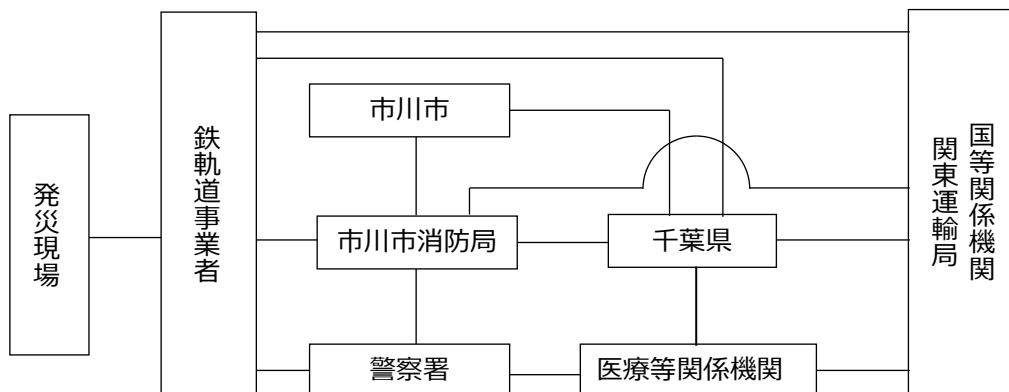 発災現場
鉄軌道事業者
市川市
市川市消防局
警察署
千葉県
医療等関係機関
国等関係機関
関東運輸局